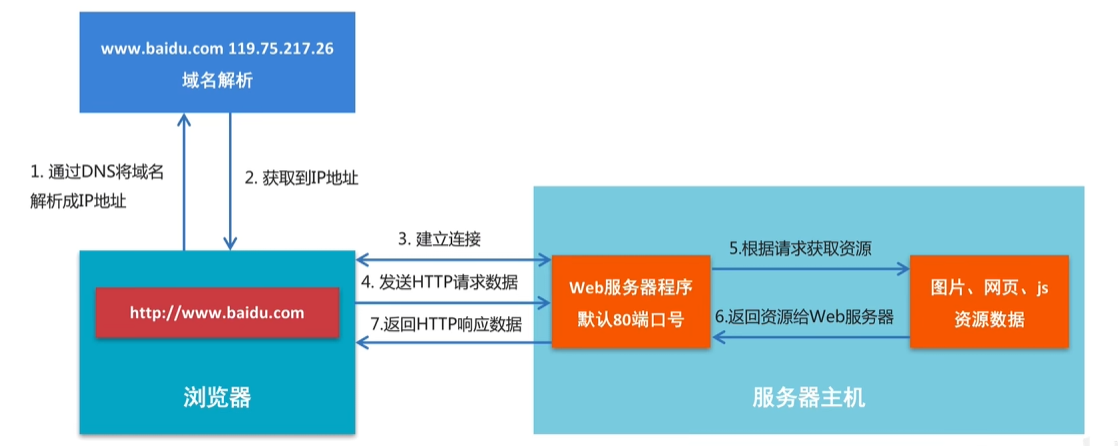 www.baidu.com 119.75.217.26
域名解析
1. 通过DNS将域名
解析成IP地址
2. 获取到IP地址
3. 建立连接
4. 发送HTTP请求数据
7.返回HTTP响应数据
http://www.baidu.com
浏览器
Web服务器程序
默认80端口号
5.根据请求获取资源
6.返回资源给Web服务器
图片、网页、js
资源数据
服务器主机